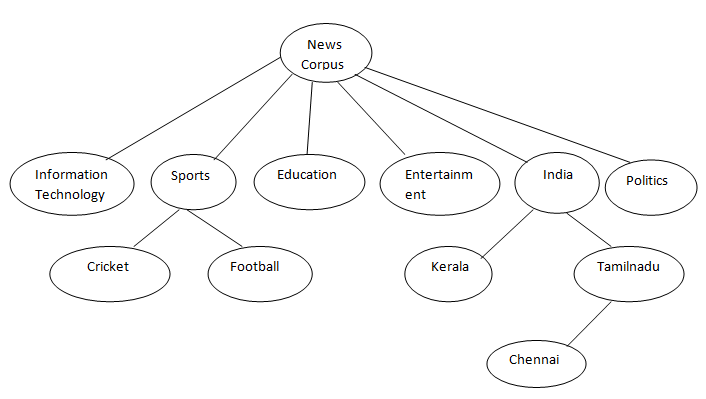 News
Corpus
Information
Technology
Sports
Education
Entertainm
ent
India
Politics
Cricket
Football
Kerala
Tamilnadu
Chennai